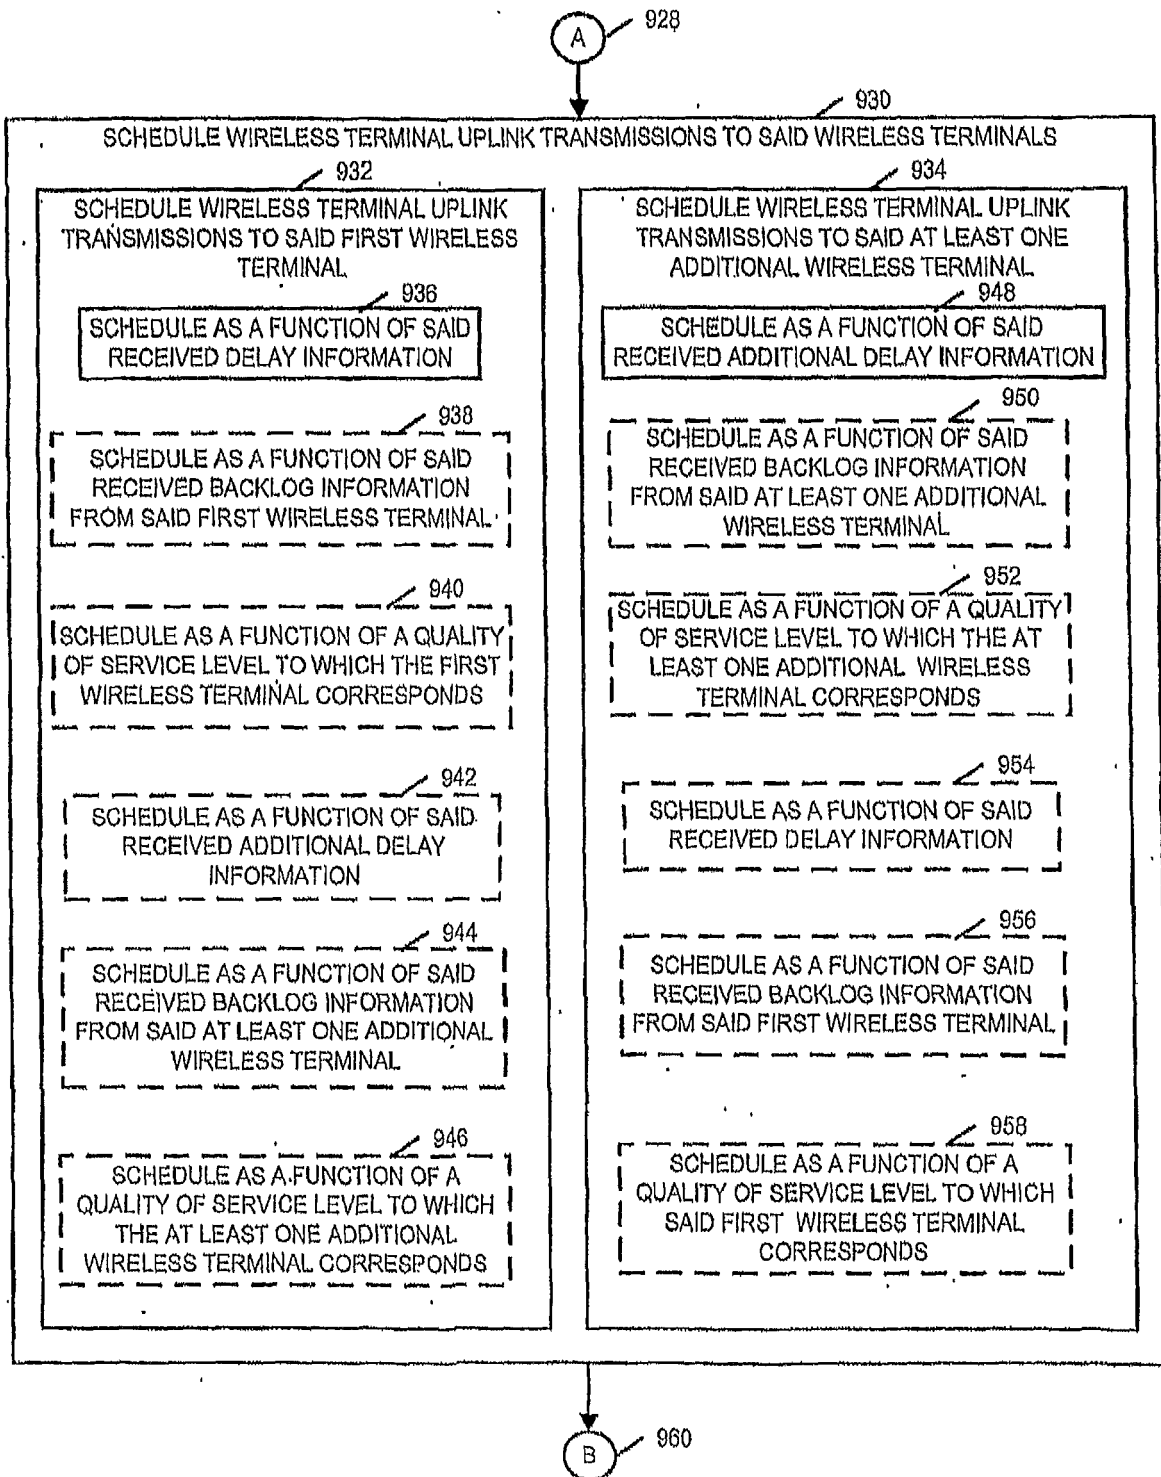 A
928
930
SCHEDULE WIRELESS TERMINAL UPLINK TRANSMISSIONS TO SAID WIRELESS TERMINALS
932
SCHEDULE WIRELESS TERMINAL UPLINK
TRANSMISSIONS TO SAID FIRST WIRELESS
TERMINAL
936
SCHEDULE AS A FUNCTION OF SAID
RECEIVED DELAY INFORMATION
938
SCHEDULE AS A FUNCTION OF SAID
RECEIVED BACKLOG INFORMATION
FROM SAID FIRST WIRELESS TERMINAL
940
SCHEDULE AS A FUNCTION OF A QUALITY
OF SERVICE LEVEL TO WHICH THE FIRST
WIRELESS TERMINAL CORRESPONDS
942
SCHEDULE AS A FUNCTION OF SAID
RECEIVED ADDITIONAL DELAY
INFORMATION
944
SCHEDULE AS A FUNCTION OF SAID
RECEIVED BACKLOG INFORMATION
FROM SAID AT LEAST ONE ADDITIONAL
WIRELESS TERMINAL
946
SCHEDULE AS A FUNCTION OF A
QUALITY OF SERVICE LEVEL TO WHICH
THE AT LEAST ONE ADDITIONAL
WIRELESS TERMINAL CORRESPONDS
934
SCHEDULE WIRELESS TERMINAL UPLINK
TRANSMISSIONS TO SAID AT LEAST ONE
ADDITIONAL WIRELESS TERMINAL
948
SCHEDULE AS A FUNCTION OF SAID
RECEIVED ADDITIONAL DELAY INFORMATION
950
SCHEDULE AS A FUNCTION OF SAID
RECEIVED BACKLOG INFORMATION
FROM SAID AT LEAST ONE ADDITIONAL
WIRELESS TERMINAL
952
SCHEDULE AS A FUNCTION OF A QUALITY
OF SERVICE LEVEL TO WHICH THE AT
LEAST ONE ADDITIONAL WIRELESS
TERMINAL CORRESPONDS
954
SCHEDULE AS A FUNCTION OF SAID
RECEIVED DELAY INFORMATION
956
SCHEDULE AS A FUNCTION OF SAID
RECEIVED BACKLOG INFORMATION
FROM SAID FIRST WIRELESS TERMINAL
958
SCHEDULE AS A FUNCTION OF A
QUALITY OF SERVICE LEVEL TO WHICH
SAID FIRST WIRELESS TERMINAL
CORRESPONDS
B
960